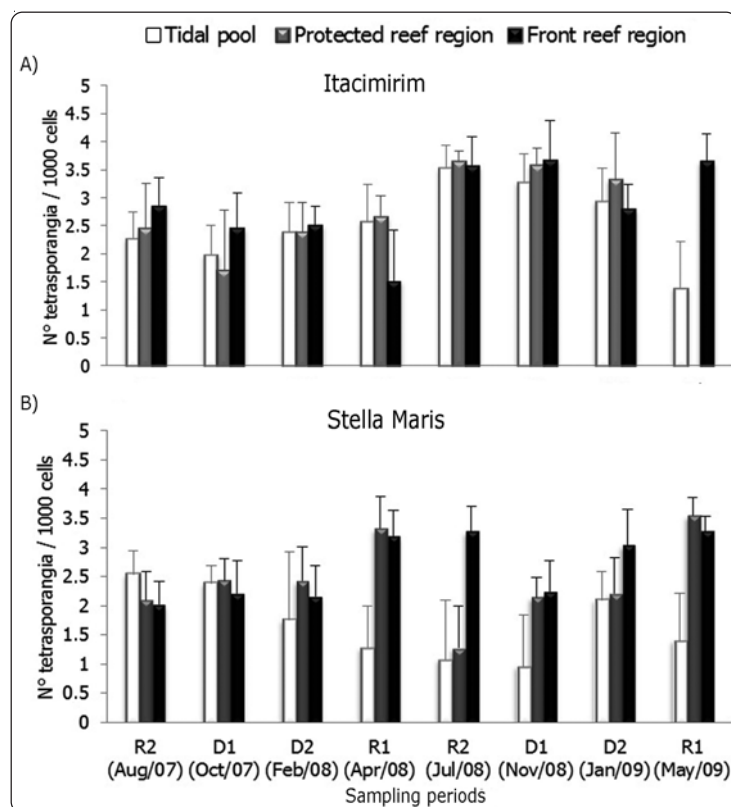 Tidal pool Protected reef region Front reef region
A)
Itacimirim
N° tetrasporangia / 1000 cells
5
4.5
4
3.5
3
2.5
2
1.5
1
0.5
0
B)
Stella Maris
N° tetrasporangia / 1000 cells
5
4.5
4
3.5
3
2.5
2
1.5
1
0.5
0
R2 D1 D2 R1 R2 D1 D2 R1
(Aug/07) (Oct/07) (Feb/08) (Apr/08) (Jul/08) (Nov/08) (Jan/09) (May/09)
Sampling periods